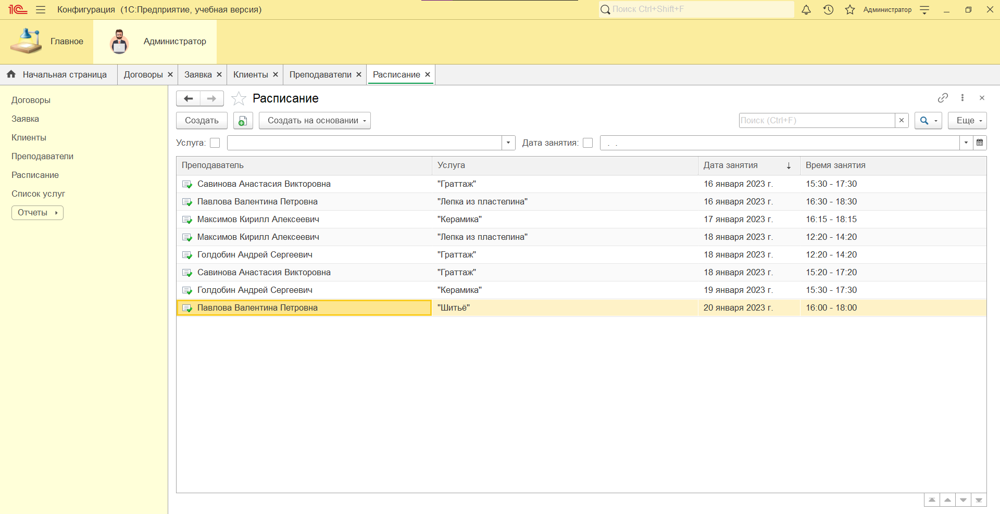 1С Конфигурация (1С:Предприятие, учебная версия) Поиск Ctrl+Shift+F Администратор
Главное Администратор
Начальная страница Договоры Заявка Клиенты Преподаватели Расписание
Договоры
Заявка
Клиенты
Преподаватели
Расписание
Список услуг
Отчеты
Расписание
Создать Создать на основании Поиск (Ctrl+F) Еще
Услуга: Дата занятия: . .
Преподаватель Услуга Дата занятия ↓ Время занятия
Савинова Анастасия Викторовна "Граттаж" 16 января 2023 г. 15:30 - 17:30
Павлова Валентина Петровна "Лепка из пластелина" 16 января 2023 г. 16:30 - 18:30
Максимов Кирилл Алексеевич "Керамика" 17 января 2023 г. 16:15 - 18:15
Максимов Кирилл Алексеевич "Лепка из пластелина" 18 января 2023 г. 12:20 - 14:20
Голдобин Андрей Сергеевич "Граттаж" 18 января 2023 г. 12:20 - 14:20
Савинова Анастасия Викторовна "Граттаж" 18 января 2023 г. 15:20 - 17:20
Голдобин Андрей Сергеевич "Керамика" 19 января 2023 г. 15:30 - 17:30
Павлова Валентина Петровна "Шитьё" 20 января 2023 г. 16:00 - 18:00